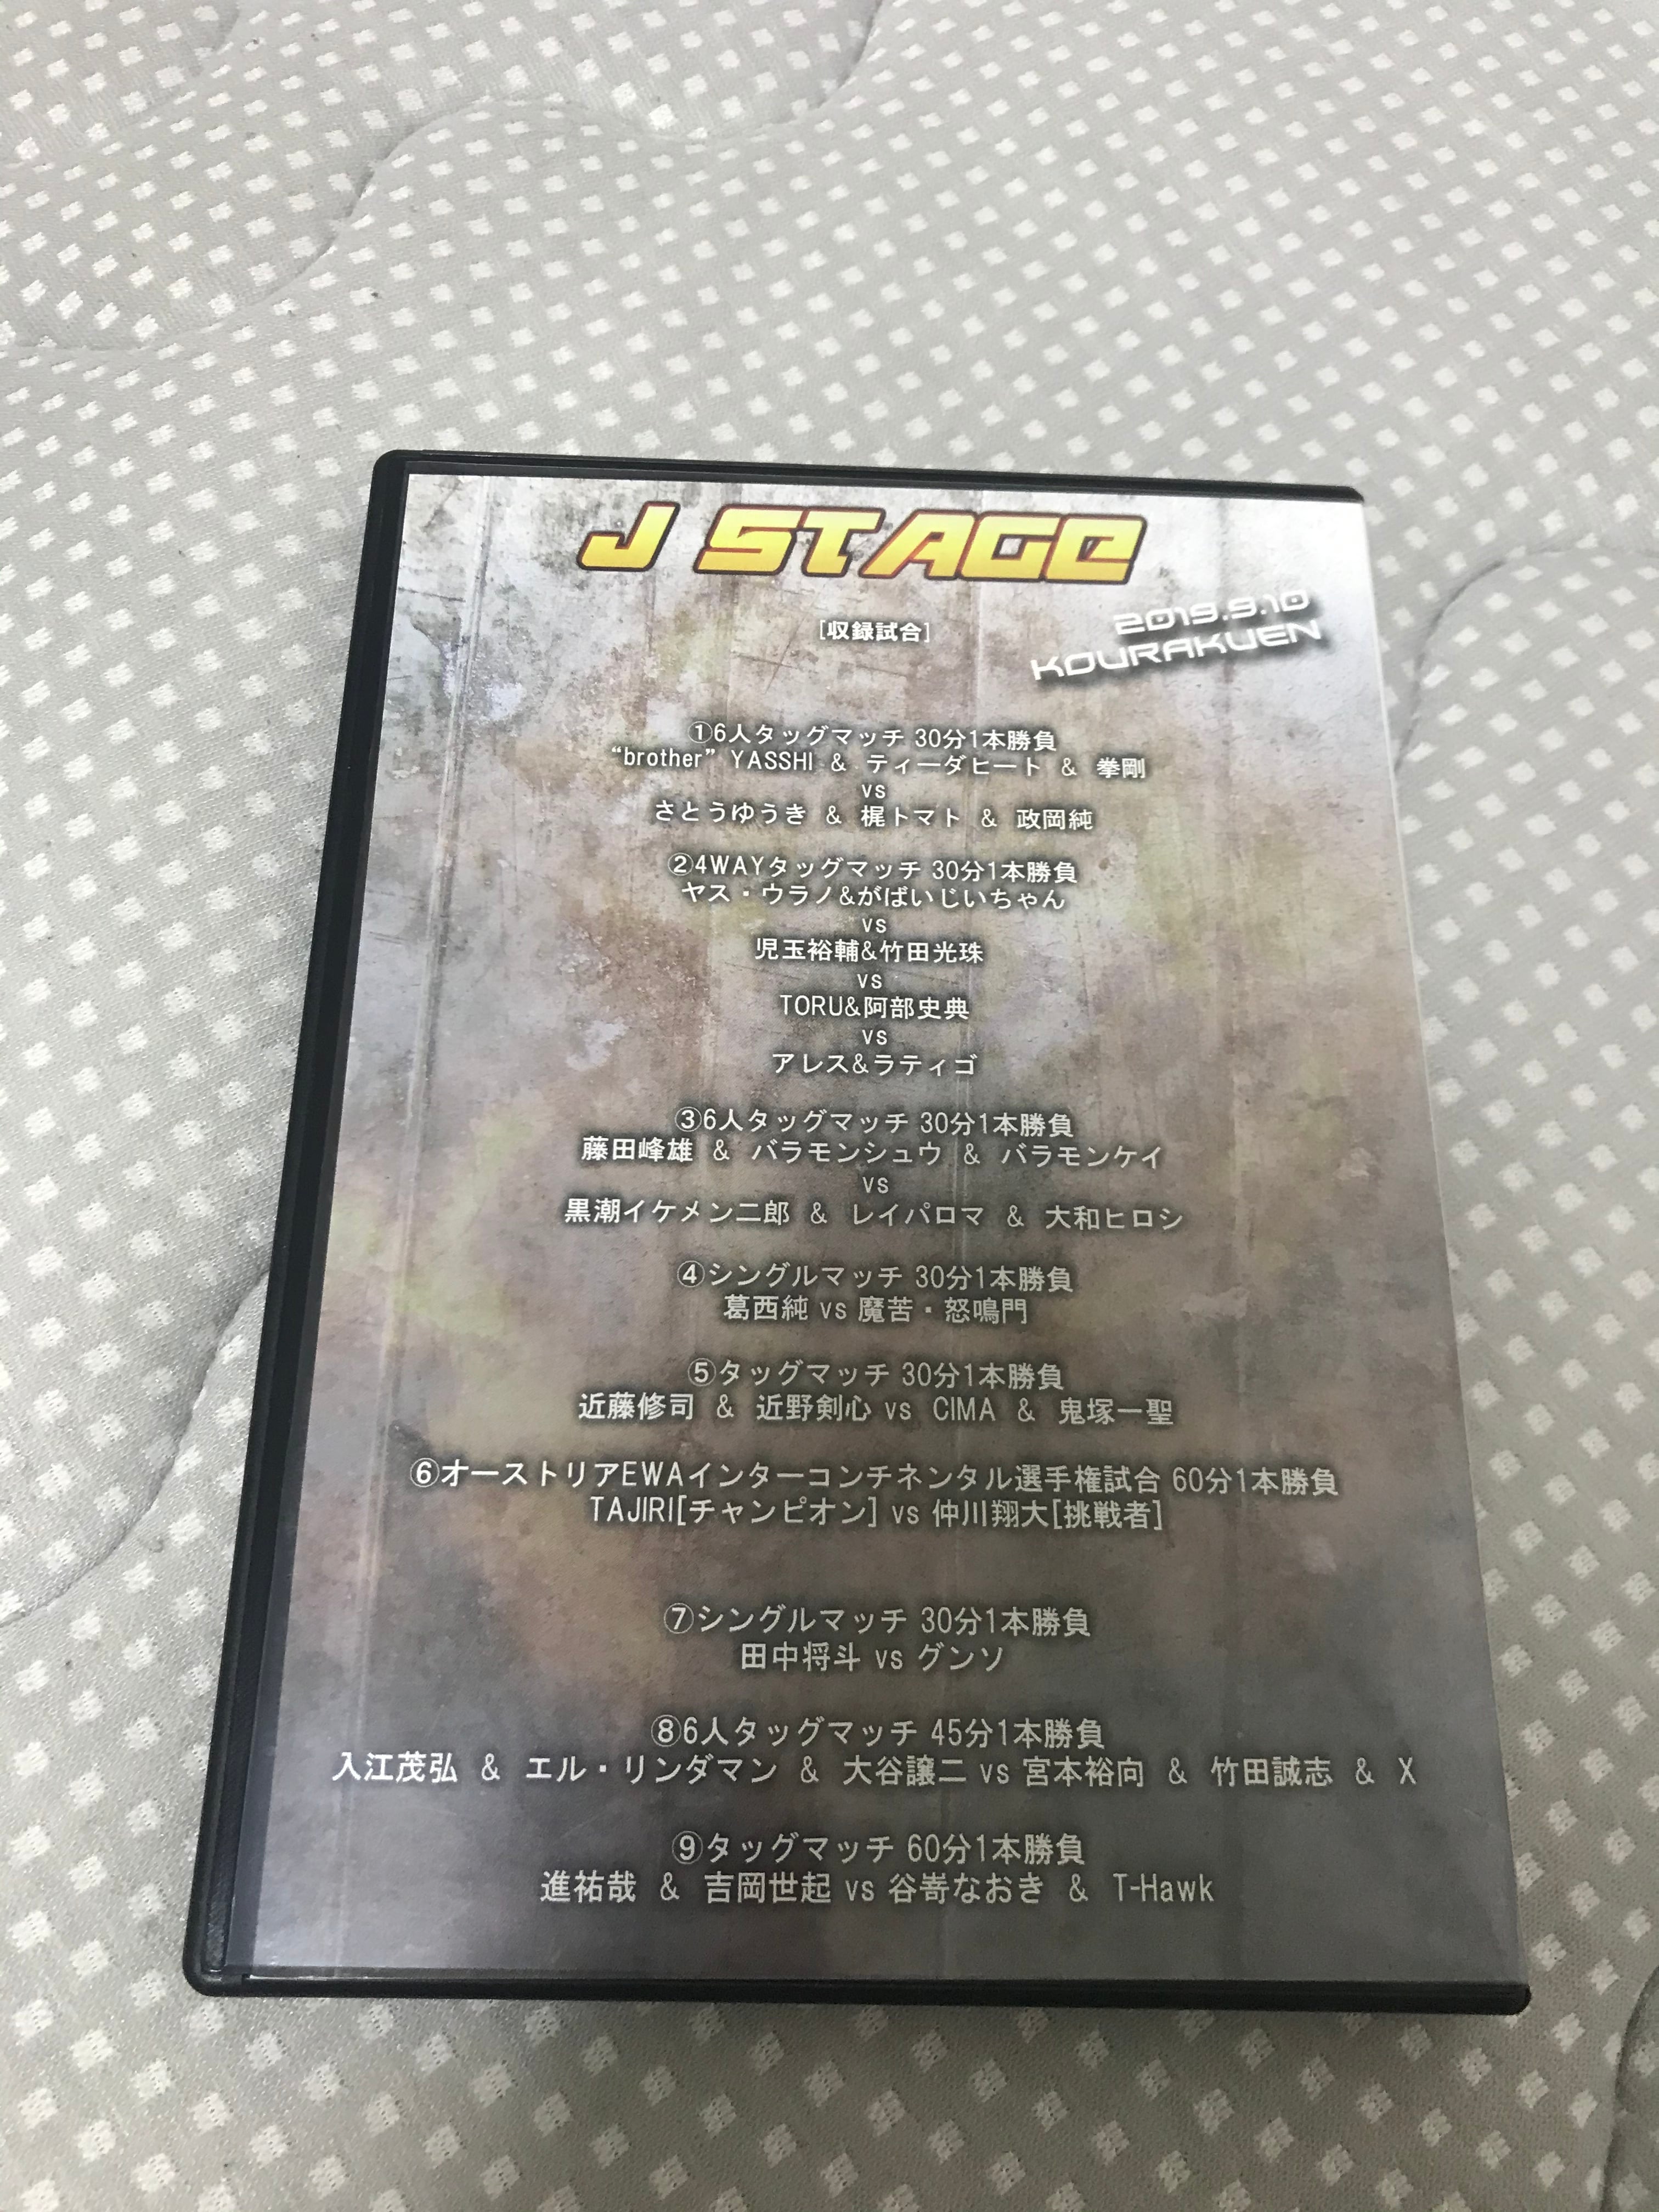 J STAGE
2019.9.10
KOURAKUEN
[収録試合]
①6人タッグマッチ 30分1本勝負
“brother”YASSHI & ティーダヒート & 拳剛
vs
さとうゆうき & 梶トマト & 政岡純
②4WAYタッグマッチ 30分1本勝負
ヤス・ウラノ&がばいじいちゃん
vs
児玉裕輔&竹田光珠
vs
TORU&阿部史典
vs
アレス&ラティゴ
③6人タッグマッチ 30分1本勝負
藤田峰雄 & バラモンシュウ & バラモンケイ
vs
黒潮イケメン二郎 & レイパロマ & 大和ヒロシ
④シングルマッチ 30分1本勝負
葛西純 vs 魔苦・怒鳴門
⑤タッグマッチ 30分1本勝負
近藤修司 & 近野剣心 vs CIMA & 鬼塚一聖
⑥オーストリアEWAインターコンチネンタル選手権試合 60分1本勝負
TAJIRI[チャンピオン] vs 仲川翔大[挑戦者]
⑦シングルマッチ 30分1本勝負
田中将斗 vs グンソ
⑧6人タッグマッチ 45分1本勝負
入江茂弘 & エル・リンダマン & 大谷譲二 vs 宮本裕向 & 竹田誠志 & X
⑨タッグマッチ 60分1本勝負
進祐哉 & 吉岡世起 vs 谷嵜なおき & T-Hawk